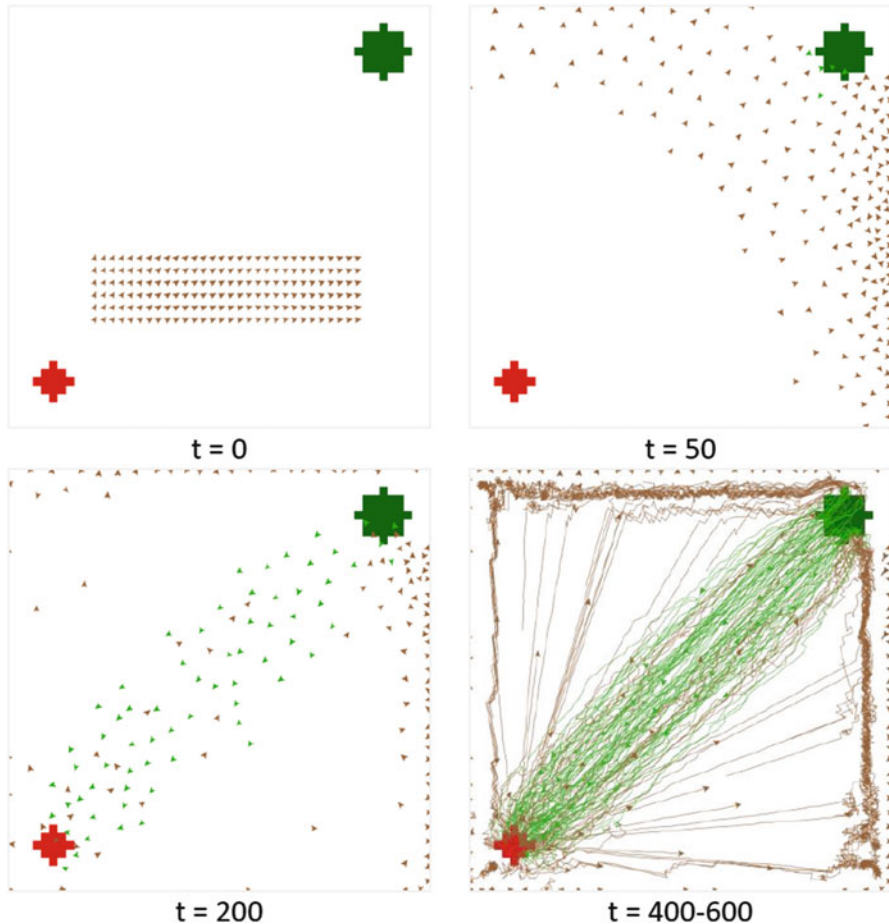 t = 0
t = 50
t = 200
t = 400-600